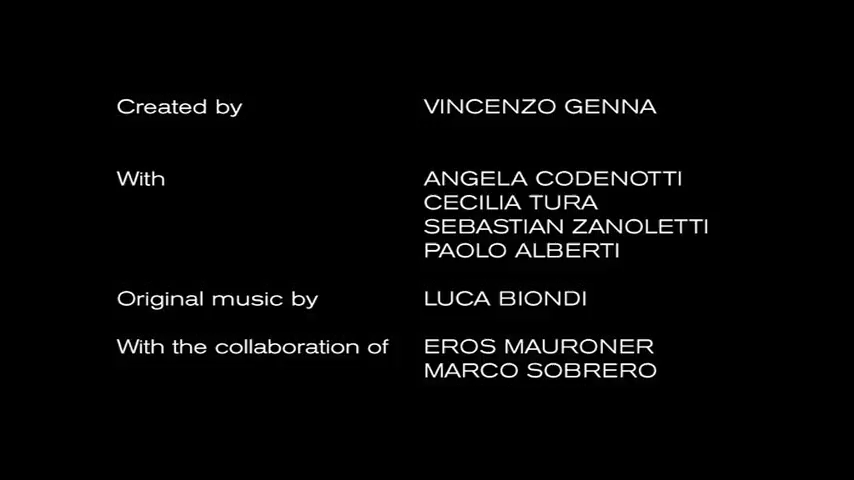 Created by VINCENZO GENNA
With ANGELA CODENOTTI
CECILIA TURA
SEBASTIAN ZANOLETTI
PAOLO ALBERTI
Original music by LUCA BIONDI
With the collaboration of EROS MAURONER
MARCO SOBRERO